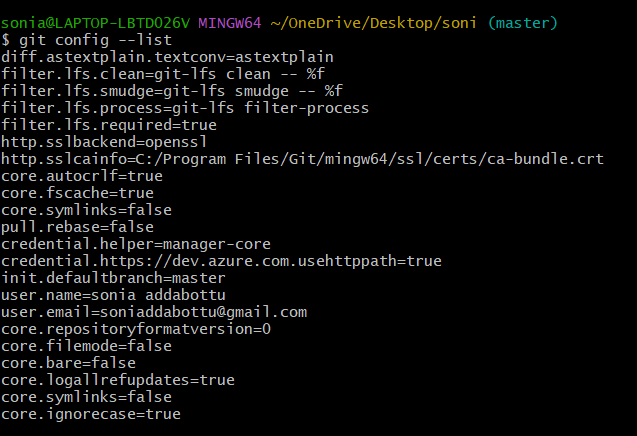 sonia@LAPTOP-LBTDO26V MINGW64 ~/OneDrive/Desktop/soni (master)
$ git config --list
diff.astextplain.textconv=astextplain
filter.lfs.clean=git-lfs clean -- %f
filter.lfs.smudge=git-lfs smudge -- %f
filter.lfs.process=git-lfs filter-process
filter.lfs.required=true
http.sslbackend=openssl
http.sslcainfo=C:/Program Files/Git/mingw64/ssl/certs/ca-bundle.crt
core.autocrlf=true
core.fscache=true
core.symlinks=false
pull.rebase=false
credential.helper=manager-core
credential.https://dev.azure.com.usehttppath=true
init.defaultbranch=master
user.name=sonia addabottu
user.email=soniaddabottu@gmail.com
core.repositoryformatversion=0
core.filemode=false
core.bare=false
core.logallrefupdates=true
core.symlinks=false
core.ignorecase=true